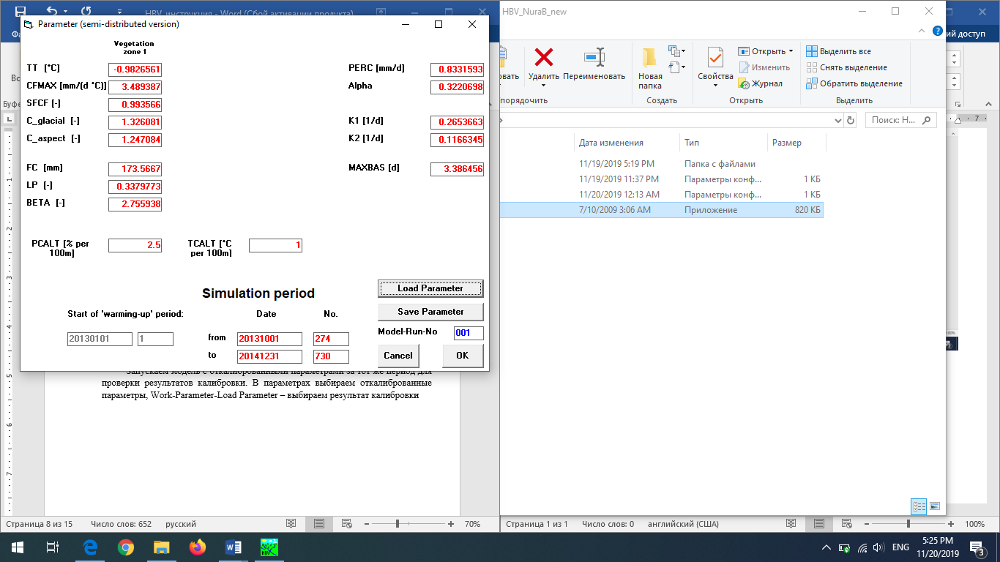 HBV_инструкция - Word (Сбой активации продукта)
Parameter (semi-distributed version)
Vegetation
zone 1
TT [°C]
-0.9826561
CFMAX [mm/(d °C)]
3.489387
SFCF [-]
0.993566
C_glacial [-]
1.326081
C_aspect [-]
1.247084
FC [mm]
173.5667
LP [-]
0.3379773
BETA [-]
2.755938
PERC [mm/d]
0.8331593
Alpha
0.3220698
K1 [1/d]
0.2653663
K2 [1/d]
0.1166345
MAXBAS [d]
3.386456
PCALT [% per
100m]
2.5
TCALT [°C
per 100m]
1
Simulation period
Start of 'warming-up' period:
Date
No.
20130101
1
from
20131001
274
to
20141231
730
Load Parameter
Save Parameter
Model-Run-No
001
Cancel
OK
Запускаем модель с откалиброванными параметрами за тот же период для
проверки результатов калибровки. В параметрах выбираем откалиброванные
параметры, Work-Parameter-Load Parameter – выбираем результат калибровки
Страница 8 из 15
Число слов: 652
русский
70%
HBV_NuraB_new
ий доступ
Удалить
Переименовать
порядочить
Новая
папка
Создать
Свойства
Открыть
Изменить
Журнал
Открыть
Выделить все
Снять выделение
Обратить выделение
Выделить
Поиск: H...
7
Дата изменения
Тип
Размер
11/19/2019 5:19 PM
Папка с файлами
11/19/2019 11:37 PM
Параметры конф...
1 КБ
11/20/2019 12:13 AM
Параметры конф...
1 КБ
7/10/2009 3:06 AM
Приложение
820 КБ
Страница 1 из 1
Число слов: 0
английский (США)
100%
HBV
ENG
5:25 PM
11/20/2019
3